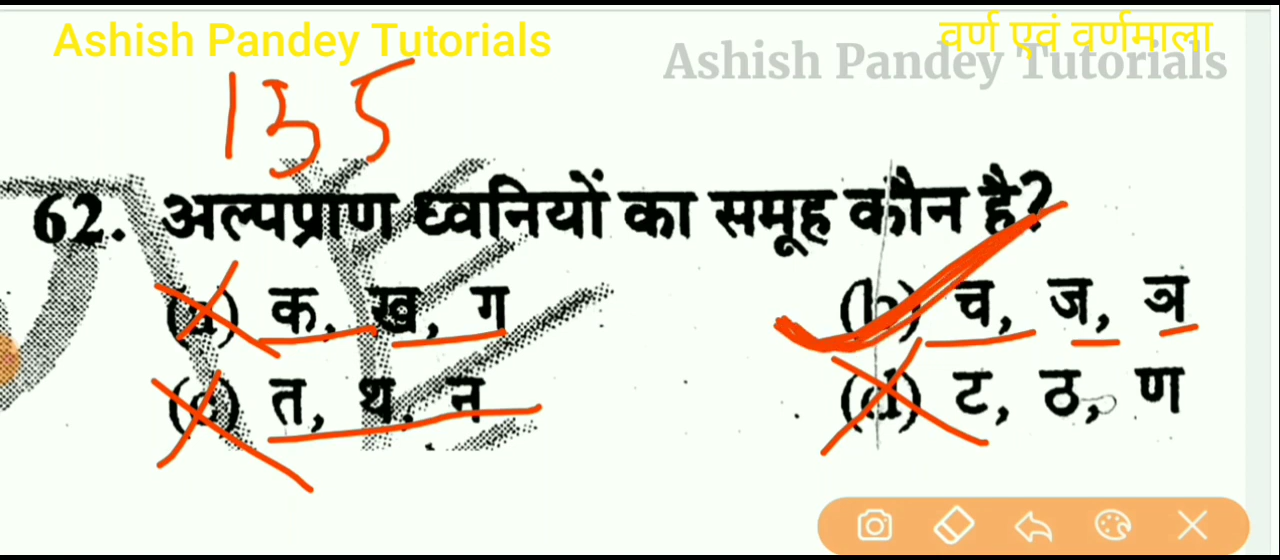 Ashish Pandey Tutorials
वर्ण एवं वर्णमाला
Ashish Pandey Tutorials
135
62. अल्पप्राण ध्वनियों का समूह कौन है?
(a) क, ख, ग (b) च, ज, ञ
(c) त, थ, न (d) ट, ठ, ण